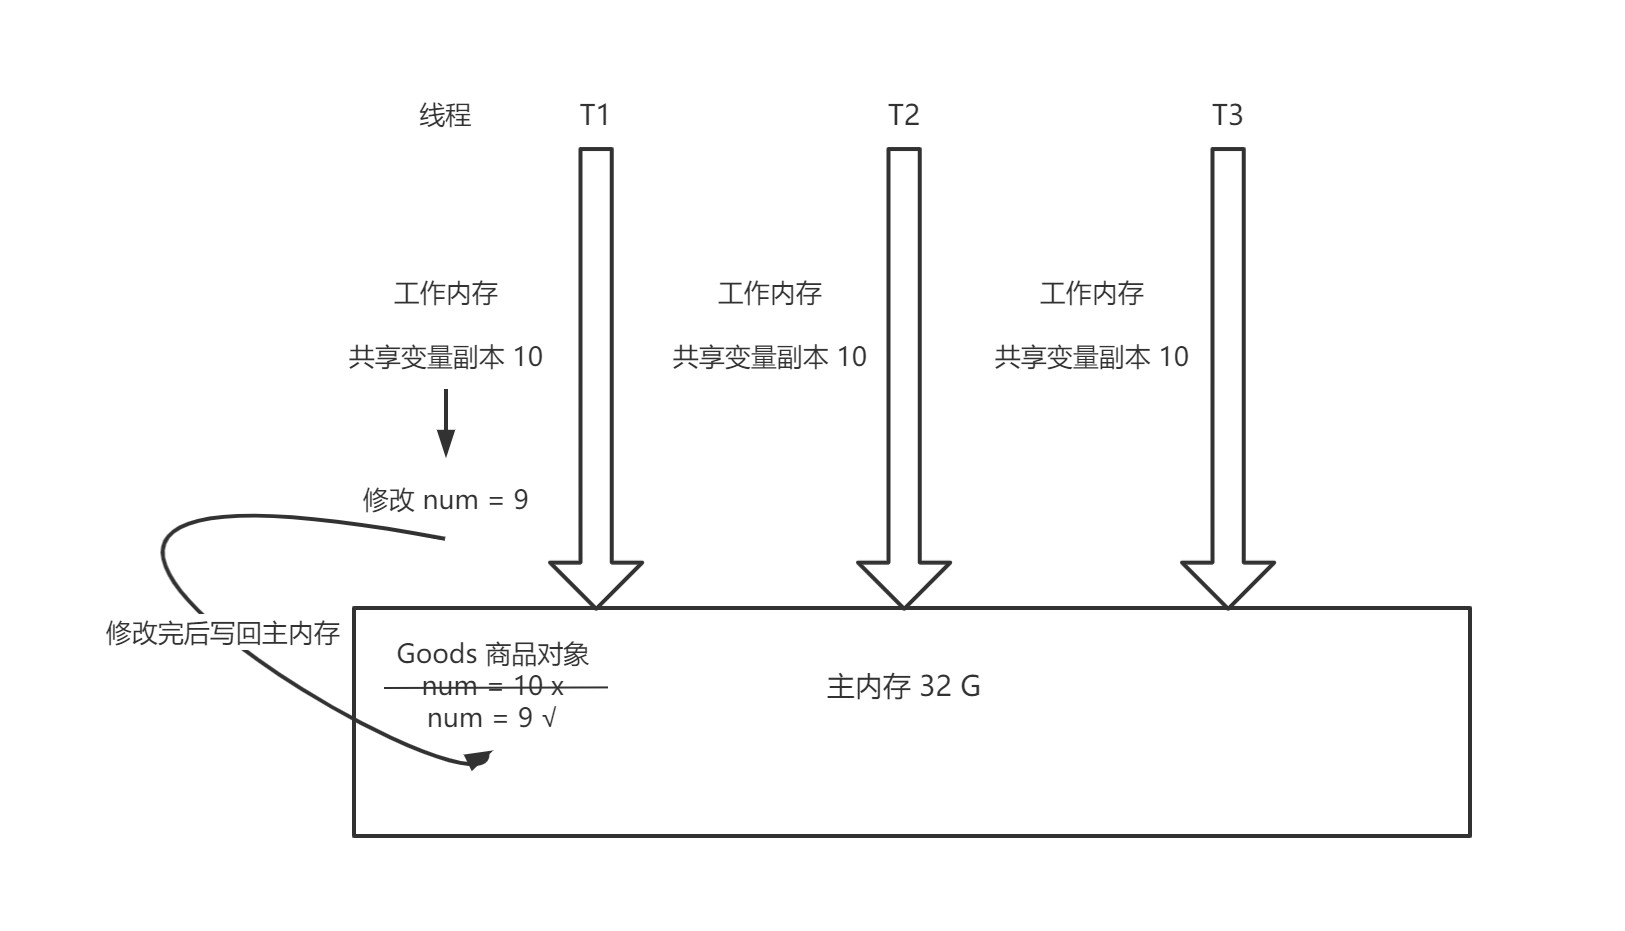 线程
T1
T2
T3
工作内存
工作内存
工作内存
共享变量副本 10
共享变量副本 10
共享变量副本 10
修改 num = 9
修改完后写回主内存
Goods 商品对象
num = 10 x
num = 9 √
主内存 32 G